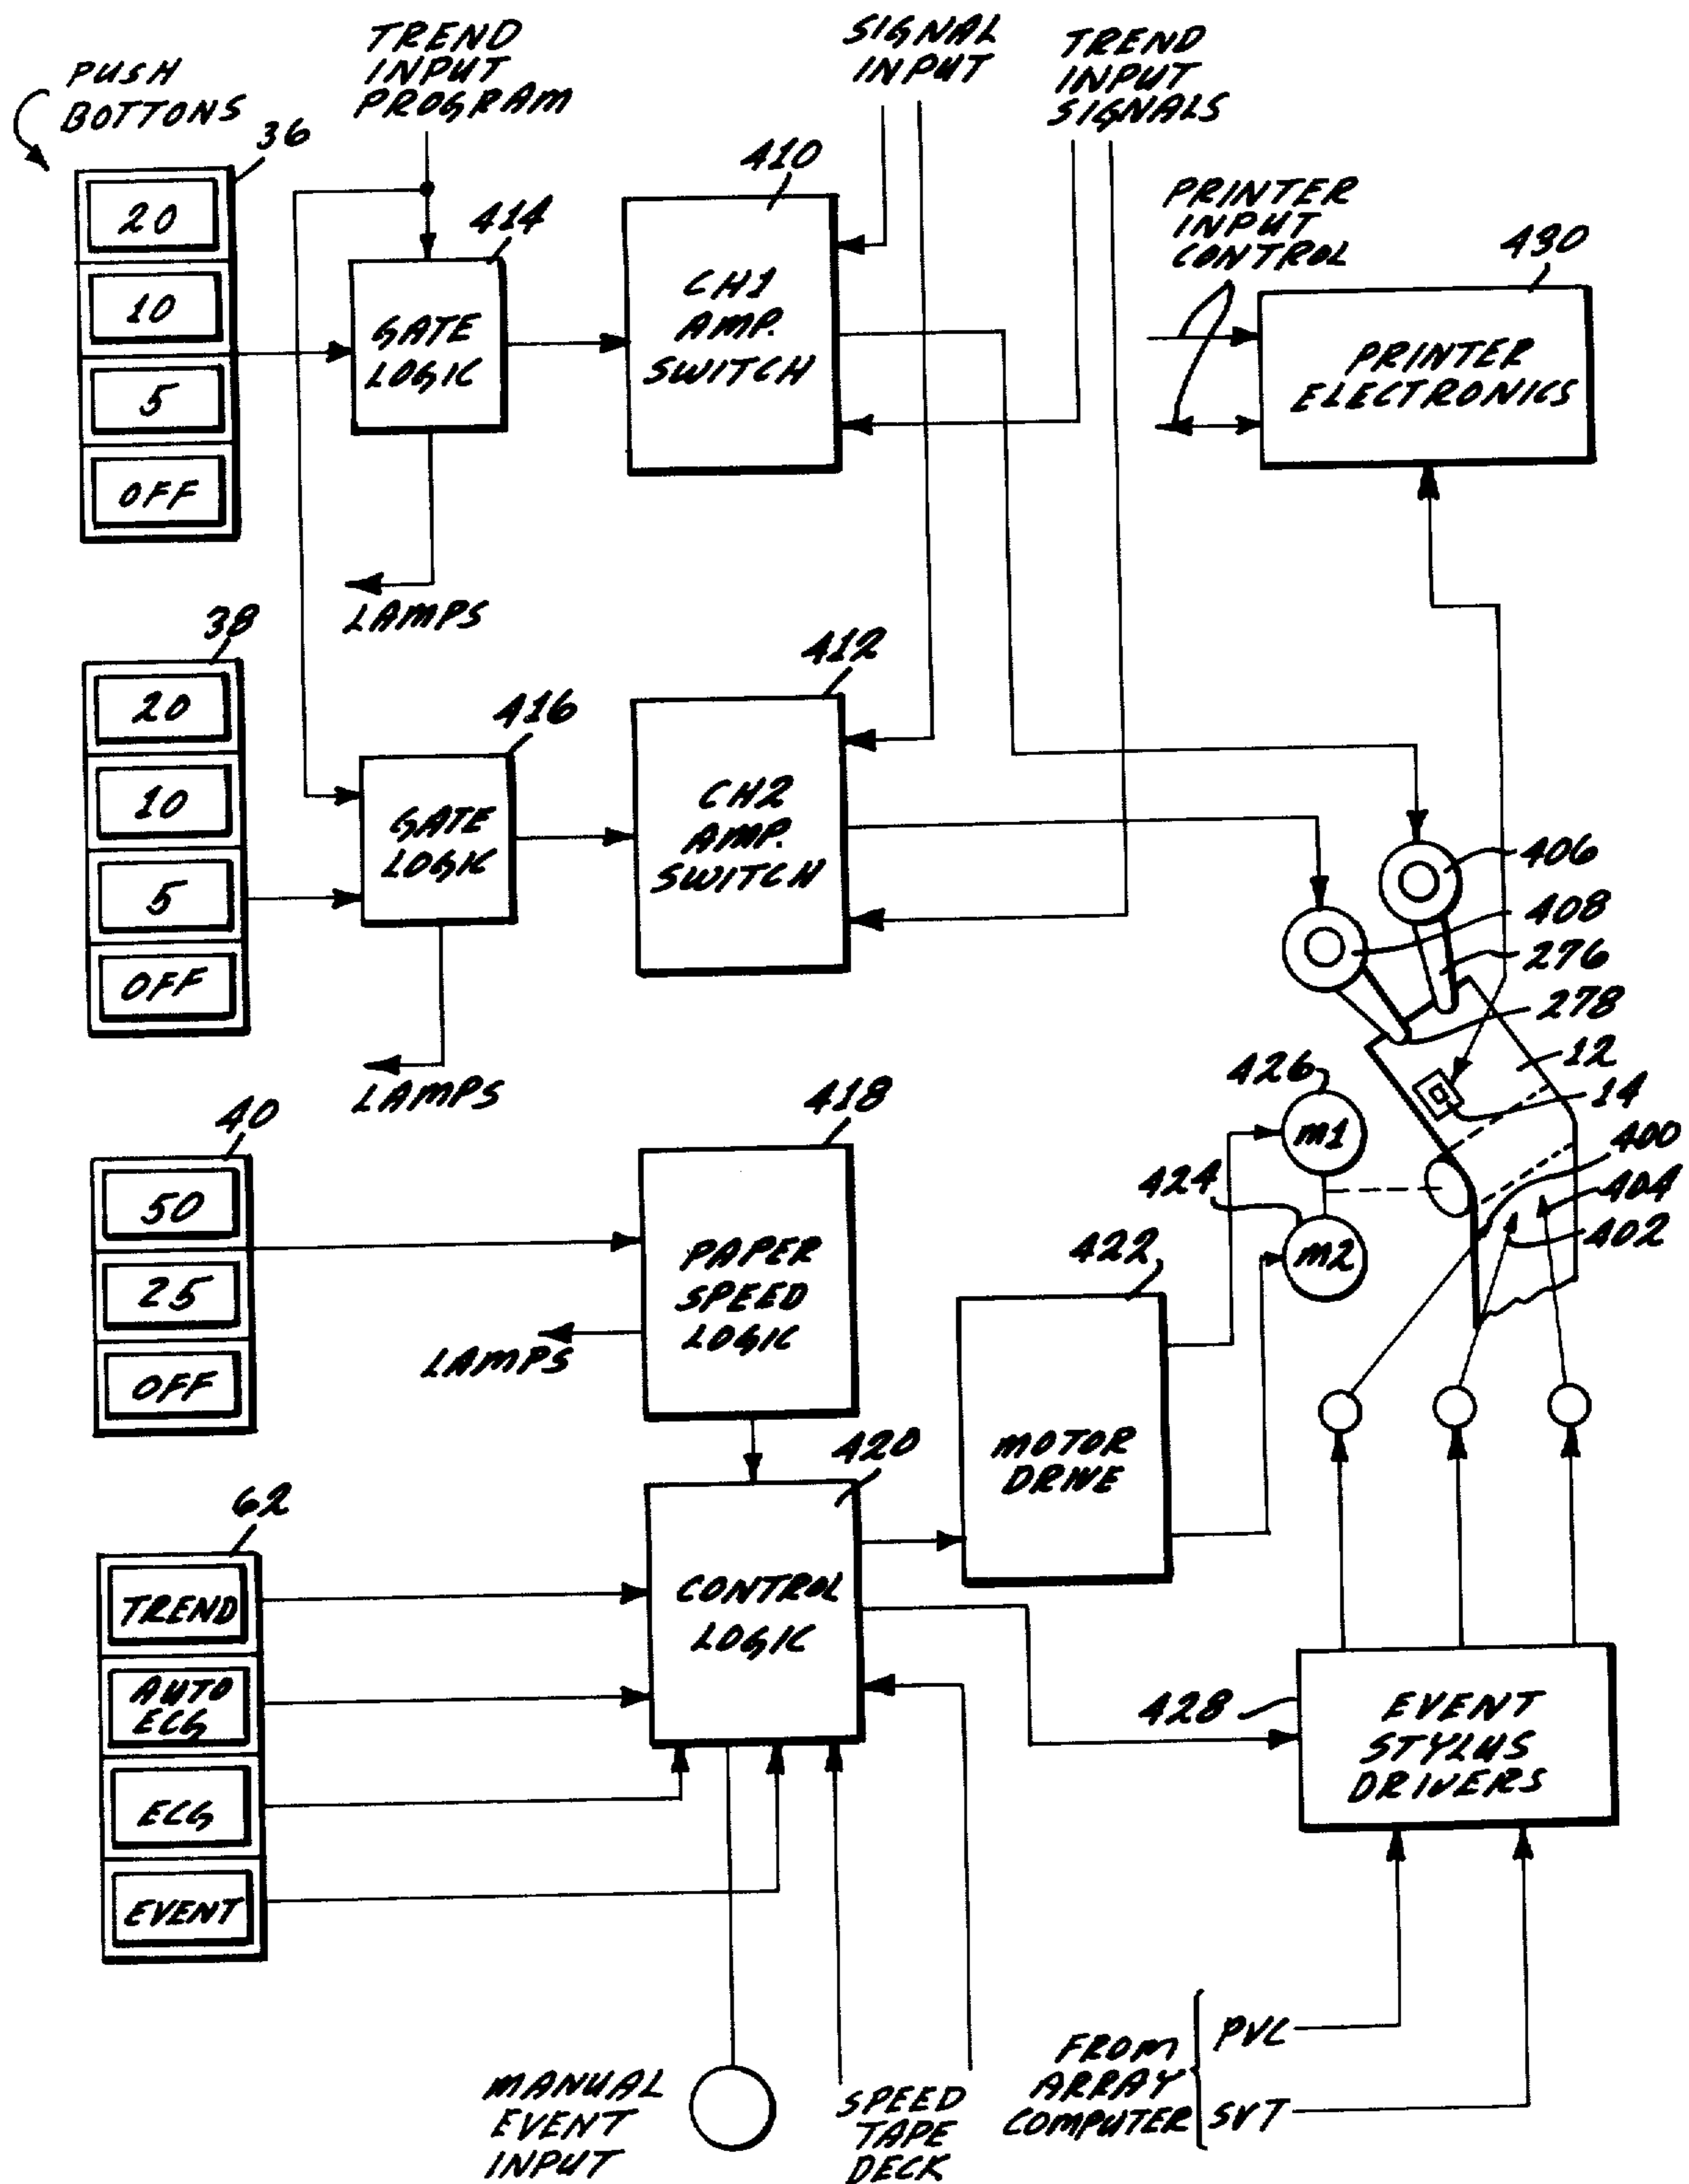 PUSH
BOTTONS
TREND
INPUT
PROGRAM
SIGNAL
INPUT
TREND
INPUT
SIGNALS
36
20
10
5
OFF
414
GATE
LOGIC
LAMPS
410
CH1
AMP.
SWITCH
PRINTER
INPUT
CONTROL
430
PRINTER
ELECTRONICS
38
20
10
5
OFF
416
GATE
LOGIC
LAMPS
412
CH2
AMP.
SWITCH
406
408
276
278
12
14
400
404
402
40
50
25
OFF
418
PAPER
SPEED
LOGIC
LAMPS
426
m1
424
m2
422
MOTOR
DRIVE
62
TREND
AUTO
ECG
ECG
EVENT
420
CONTROL
LOGIC
428
EVENT
STYLUS
DRIVERS
MANUAL
EVENT
INPUT
SPEED
TAPE
DECK
FROM
ARRAY
COMPUTER
PVC
SVT